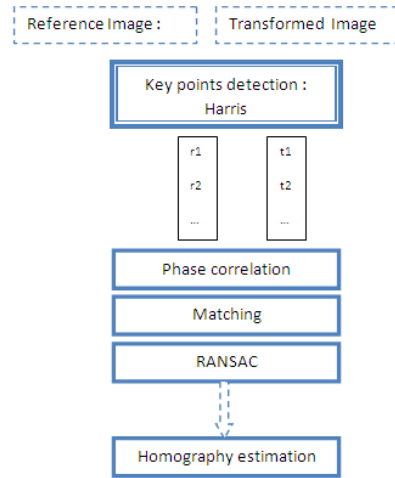 Reference Image :
Transformed Image
Key points detection :
Harris
r1
t1
r2
t2
...
...
Phase correlation
Matching
RANSAC
Homography estimation